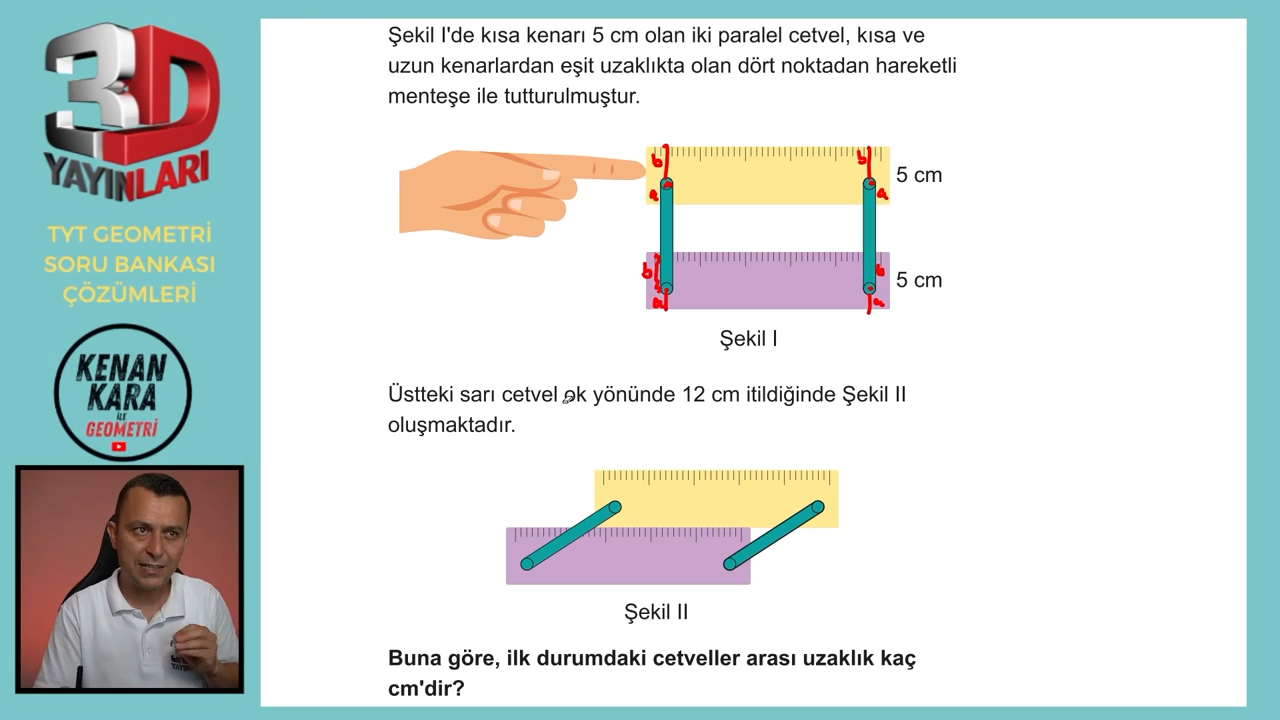 3D
YAYINLARI
TYT GEOMETRİ
SORU BANKASI
ÇÖZÜMLERİ
KENAN
KARA
İLE
GEOMETRİ
Şekil I'de kısa kenarı 5 cm olan iki paralel cetvel, kısa ve
uzun kenarlardan eşit uzaklıkta olan dört noktadan hareketli
menteşe ile tutturulmuştur.
b
b
5 cm
a
a
b
b
5 cm
a
a
Şekil I
Üstteki sarı cetvel ok yönünde 12 cm itildiğinde Şekil II
oluşmaktadır.
Şekil II
Buna göre, ilk durumdaki cetveller arası uzaklık kaç
cm'dir?